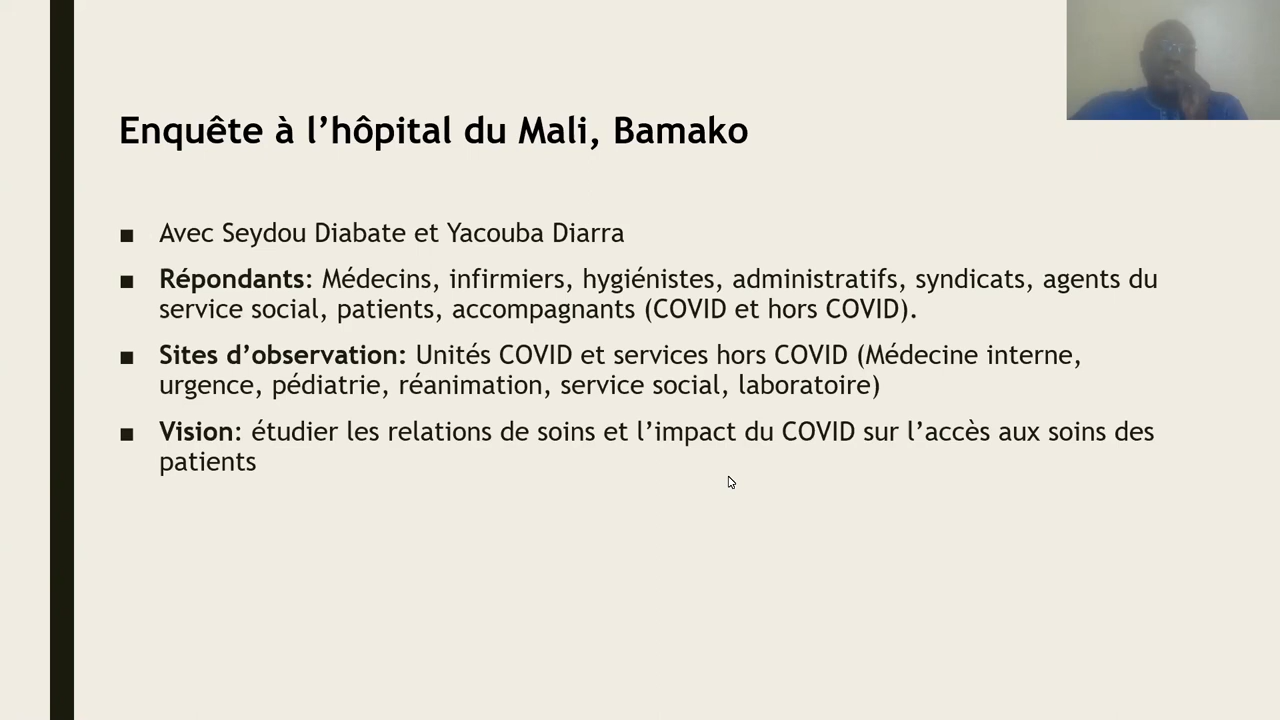 Enquête à l’hôpital du Mali, Bamako
▪ Avec Seydou Diabate et Yacouba Diarra
▪ Répondants: Médecins, infirmiers, hygiénistes, administratifs, syndicats, agents du
service social, patients, accompagnants (COVID et hors COVID).
▪ Sites d’observation: Unités COVID et services hors COVID (Médecine interne,
urgence, pédiatrie, réanimation, service social, laboratoire)
▪ Vision: étudier les relations de soins et l’impact du COVID sur l’accès aux soins des
patients